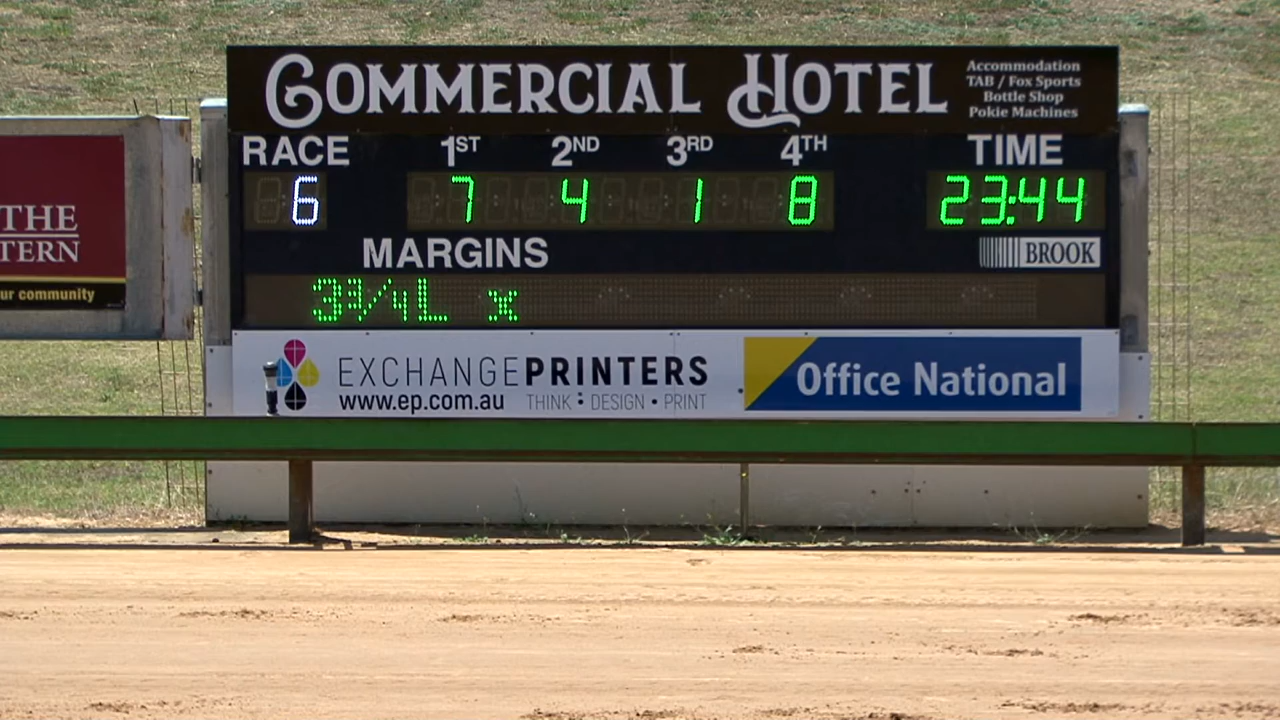 COMMERCIAL HOTEL
Accommodation
TAB / Fox Sports
Bottle Shop
Pokie Machines
RACE 1ST 2ND 3RD 4TH TIME
6 7 4 1 8 23:44
MARGINS
BROOK
3¾L x
THE
TERN
ur community
EXCHANGEPRINTERS
www.ep.com.au THINK • DESIGN • PRINT
Office National